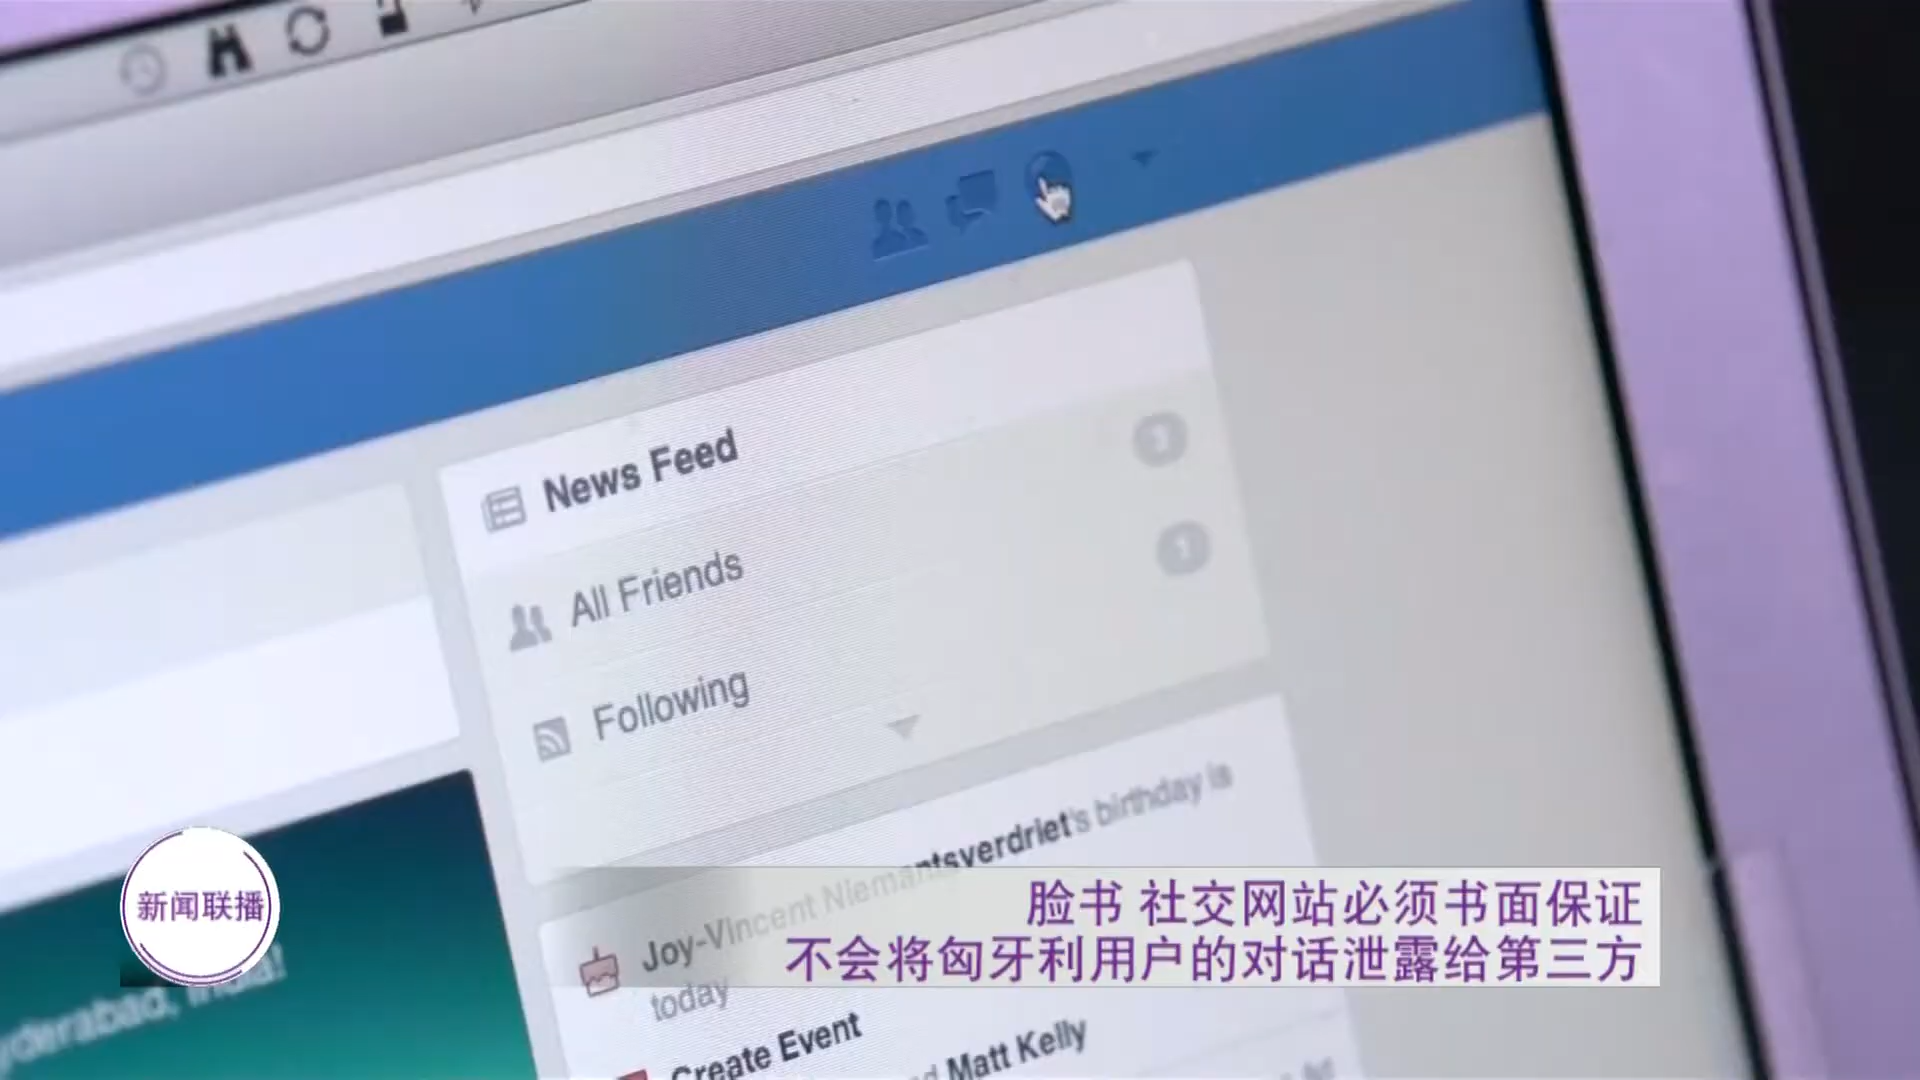 News Feed
All Friends
Following
Joy-Vincent Niemantsverdriet's birthday is
today
Create Event
Matt Kelly
新闻联播
脸书 社交网站必须书面保证
不会将匈牙利用户的对话泄露给第三方